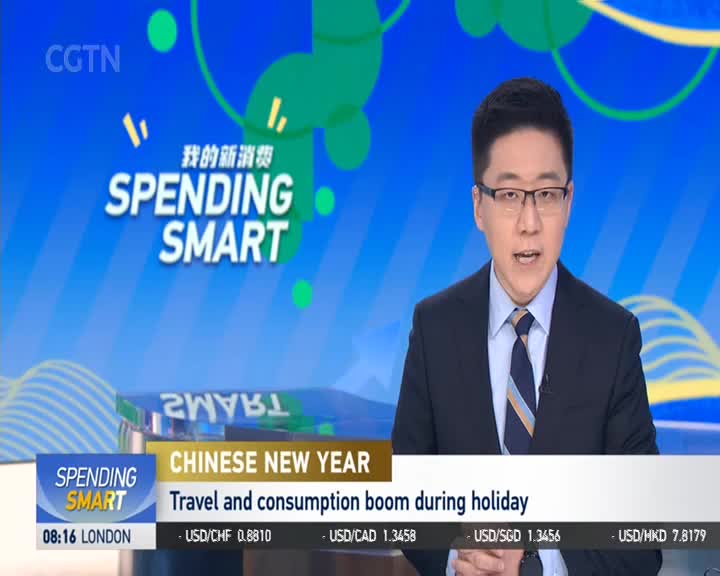 CGTN
我的新消费
SPENDING
SMART
SMART
CHINESE NEW YEAR
SPENDING
SMART
Travel and consumption boom during holiday
08:16 LONDON
- USD/CHF 0.8810 - USD/CAD 1.3458 - USD/SGD 1.3456 - USD/HKD 7.8179